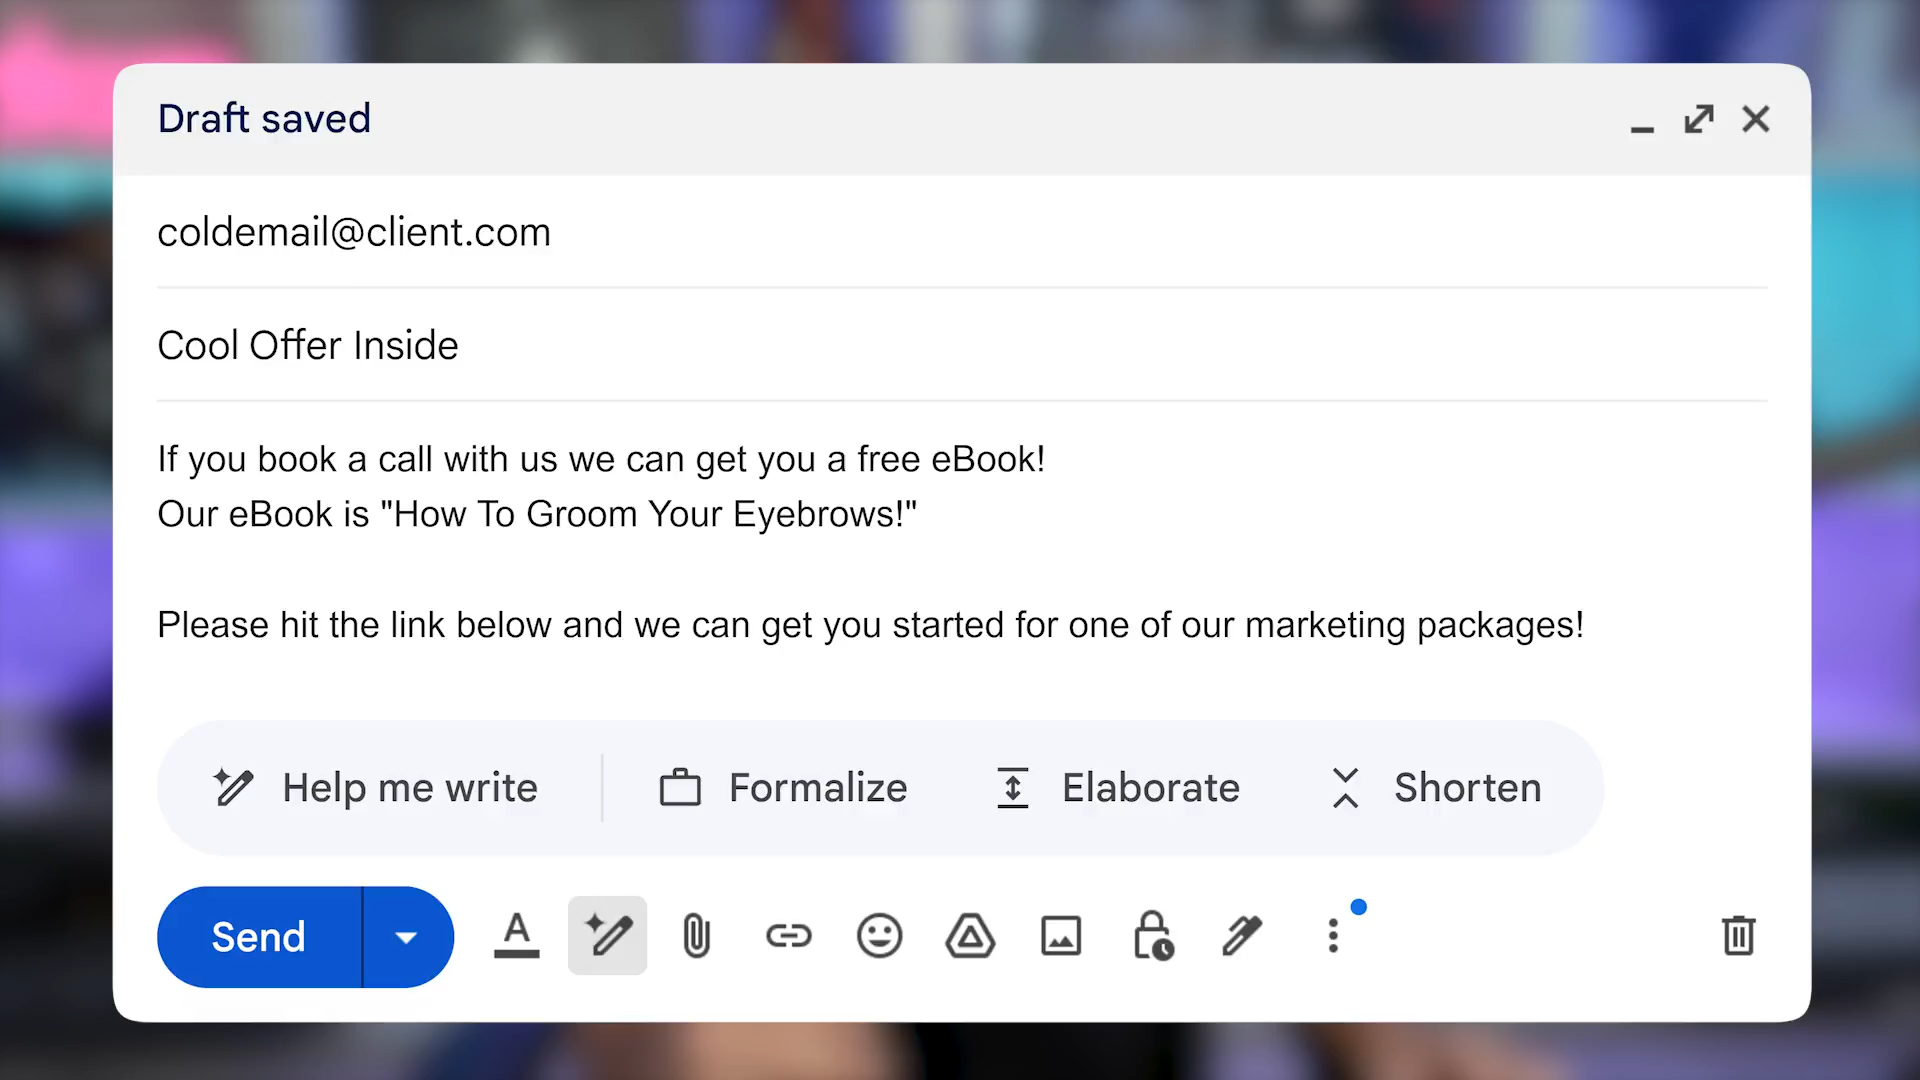 Draft saved
coldemail@client.com
Cool Offer Inside
If you book a call with us we can get you a free eBook!
Our eBook is "How To Groom Your Eyebrows!"
Please hit the link below and we can get you started for one of our marketing packages!
Help me write
Formalize
Elaborate
Shorten
Send